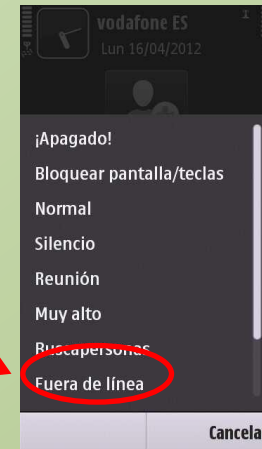 vodafone ES
Lun 16/04/2012
¡Apagado!
Bloquear pantalla/teclas
Normal
Silencio
Reunión
Muy alto
Buscapersonas
Fuera de línea
Cancela